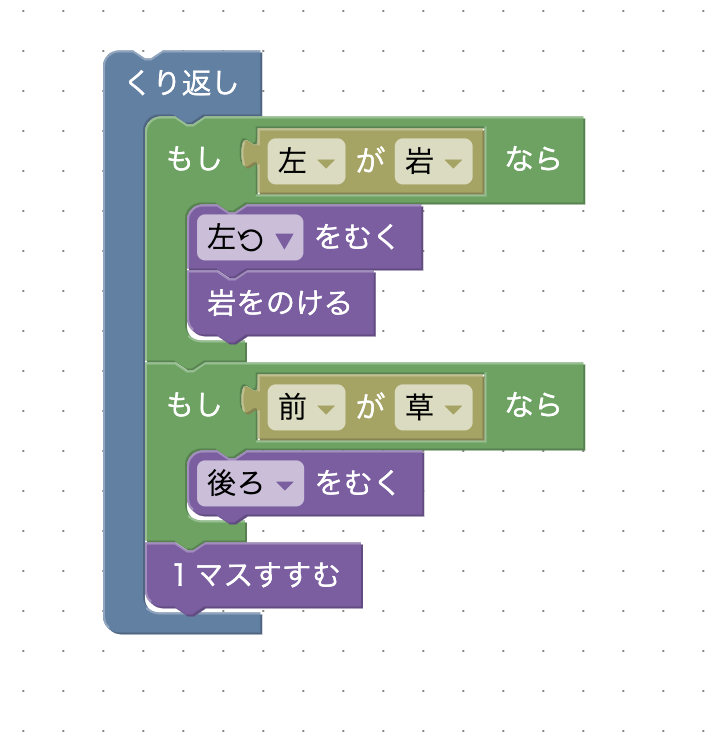 くり返し
もし 左 が 岩 なら
左 をむく
岩をのける
もし 前 が 草 なら
後ろ をむく
1 マスすすむ